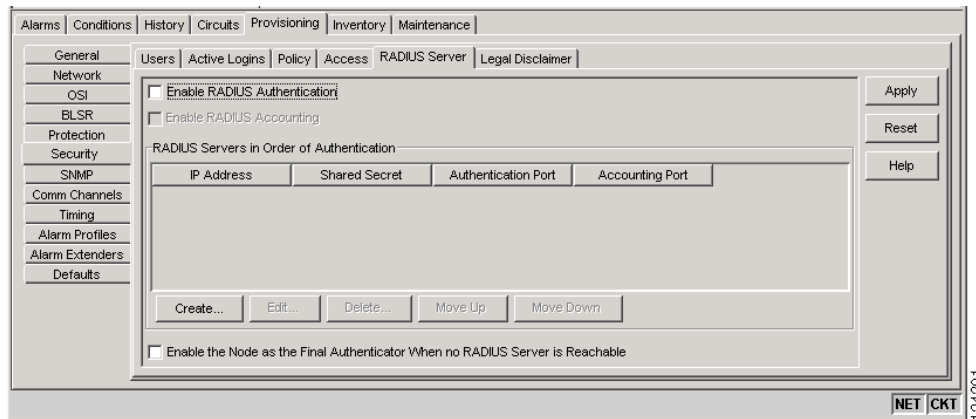 Alarms Conditions History Circuits Provisioning Inventory Maintenance
General
Network
OSI
BLSR
Protection
Security
SNMP
Comm Channels
Timing
Alarm Profiles
Alarm Extenders
Defaults
Users Active Logins Policy Access RADIUS Server Legal Disclaimer
Enable RADIUS Authentication
Enable RADIUS Accounting
RADIUS Servers in Order of Authentication
IP Address Shared Secret Authentication Port Accounting Port
Create... Edit... Delete... Move Up Move Down
Enable the Node as the Final Authenticator When no RADIUS Server is Reachable
Apply
Reset
Help
NET CKT